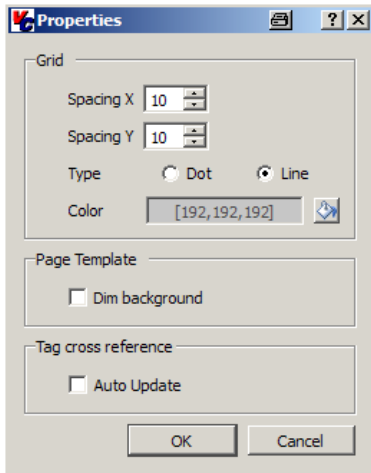 Properties
Grid
Spacing X 10
Spacing Y 10
Type Dot Line
Color [192,192,192]
Page Template
Dim background
Tag cross reference
Auto Update
OK Cancel